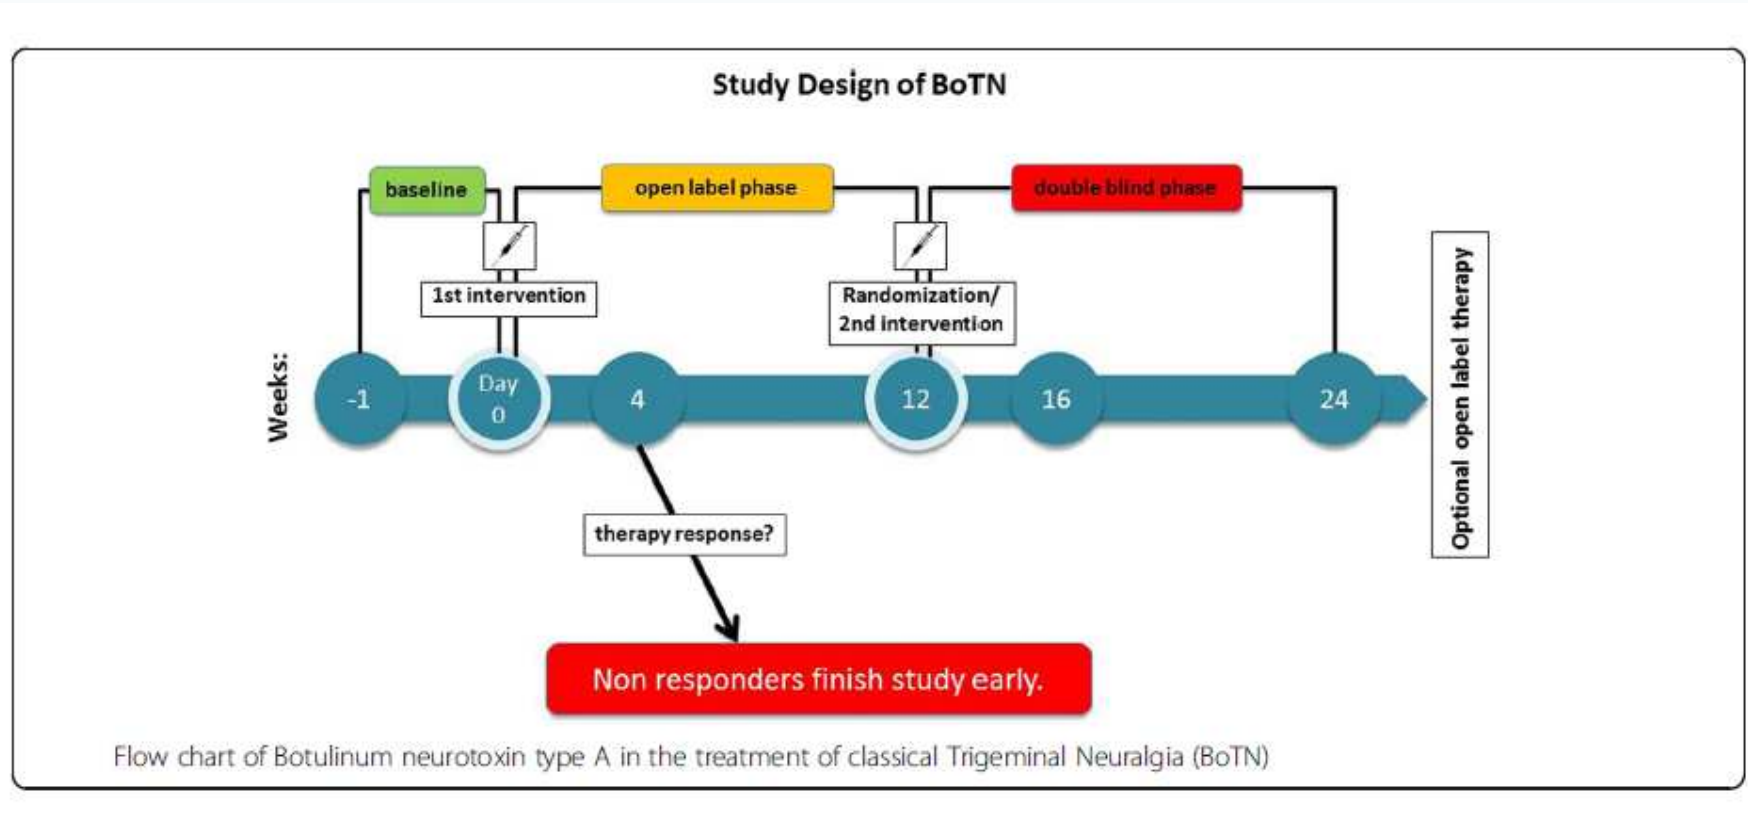 Study Design of BoTN
baseline
open label phase
double blind phase
1st intervention
Randomization/
2nd intervention
Weeks:
-1
Day
0
4
12
16
24
Optional open label therapy
therapy response?
Non responders finish study early.
Flow chart of Botulinum neurotoxin type A in the treatment of classical Trigeminal Neuralgia (BoTN)